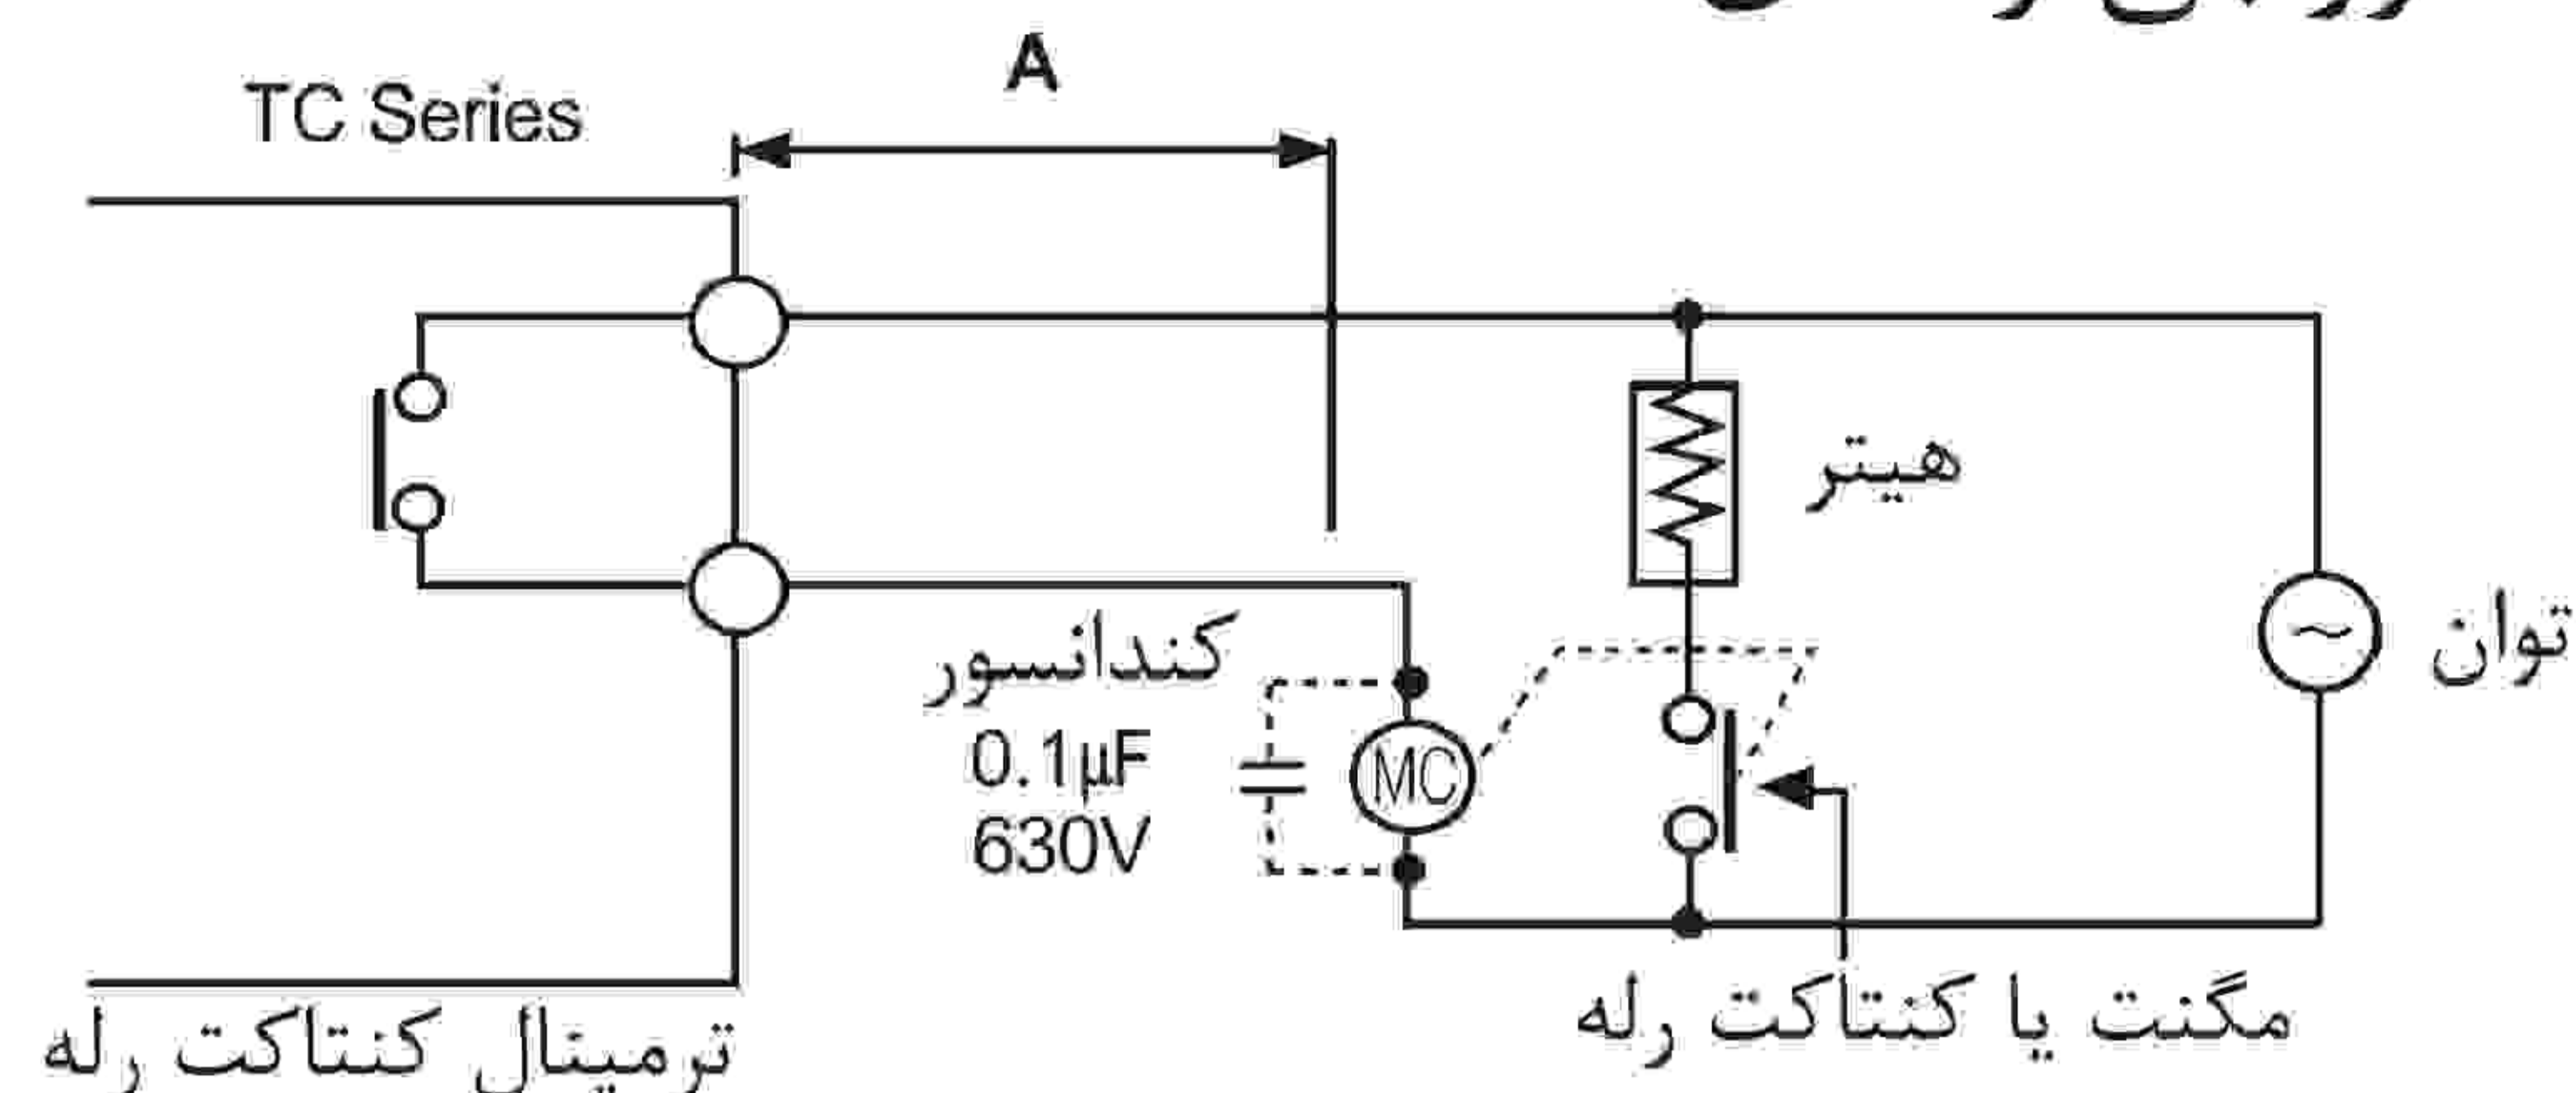 A
TC Series
هیتر
توان
کندانسور
0.1µF
630V
MC
مگنت یا کنتاکت رله
ترمینال کنتاکت رله